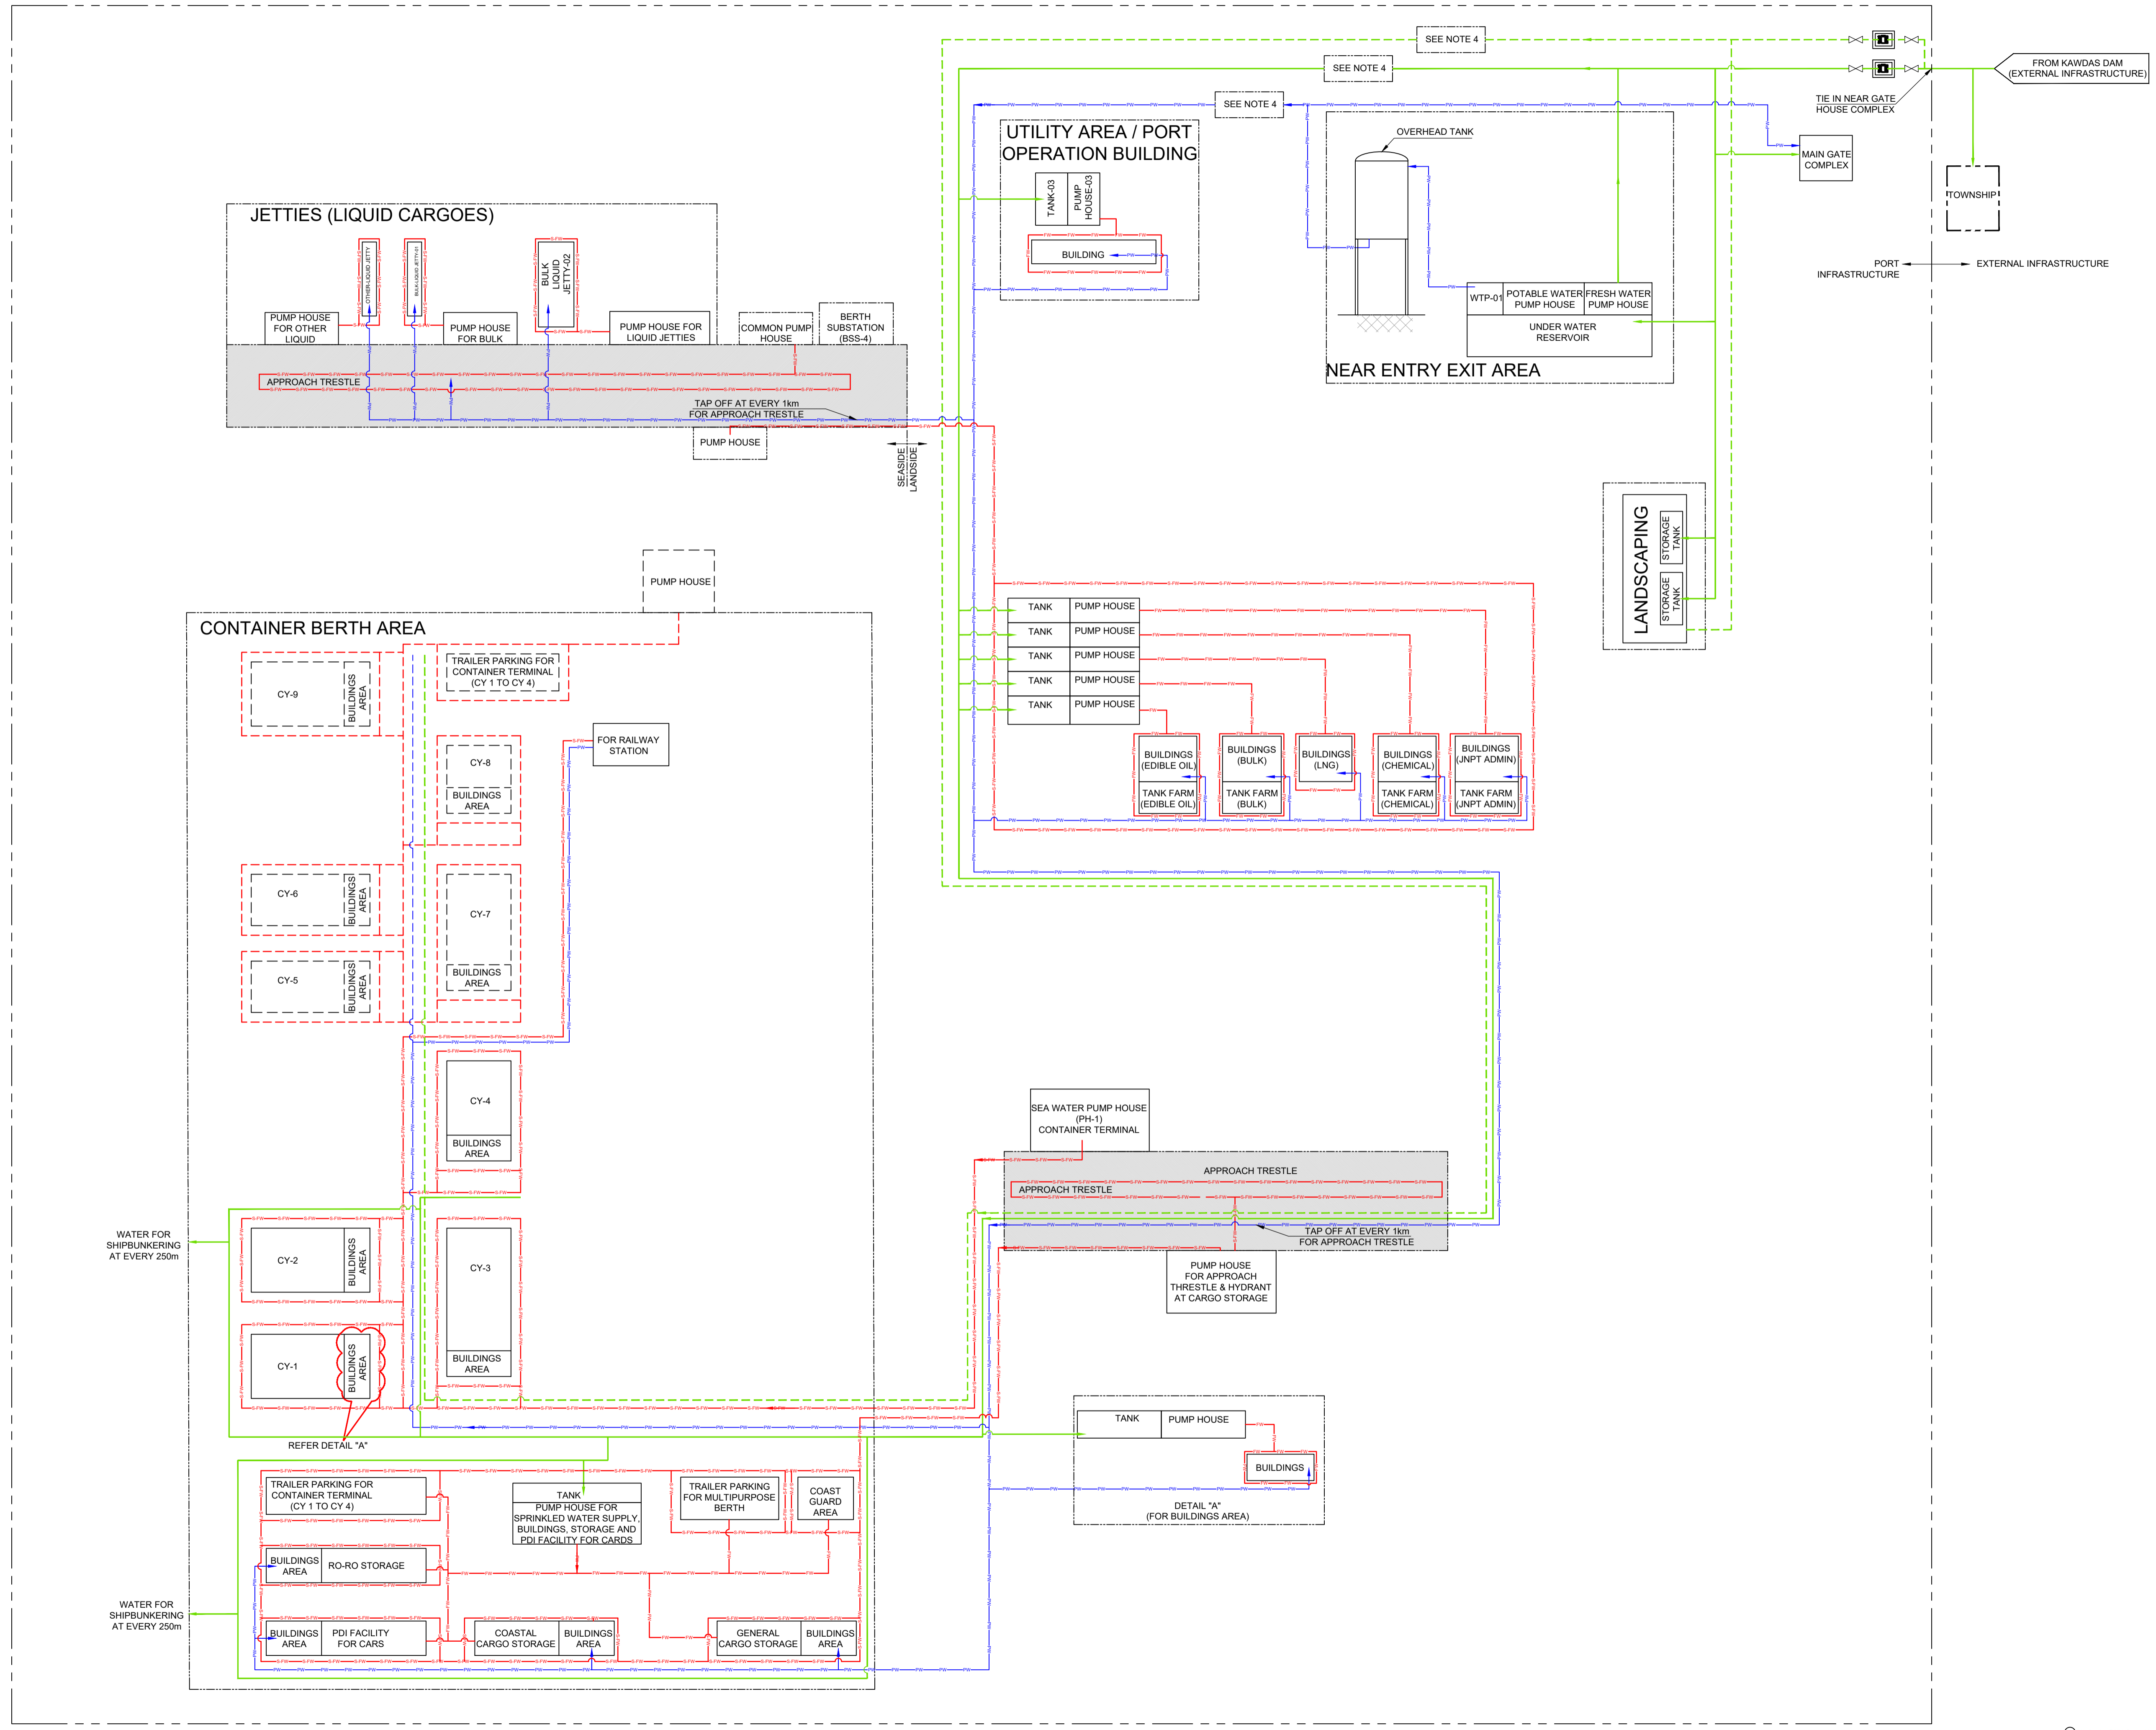 SEE NOTE 4
SEE NOTE 4
SEE NOTE 4
FROM KAWDAS DAM
(EXTERNAL INFRASTRUCTURE)
TIE IN NEAR GATE
HOUSE COMPLEX
MAIN GATE
COMPLEX
TOWNSHIP
PORT
INFRASTRUCTURE
EXTERNAL INFRASTRUCTURE
UTILITY AREA / PORT
OPERATION BUILDING
TANK-03
PUMP
HOUSE-03
BUILDING
OVERHEAD TANK
WTP-01
POTABLE WATER
PUMP HOUSE
FRESH WATER
PUMP HOUSE
UNDER WATER
RESERVOIR
NEAR ENTRY EXIT AREA
JETTIES (LIQUID CARGOES)
OTHER-LIQUID JETTY
BULK-LIQUID JETTY-01
BULK
LIQUID
JETTY-02
PUMP HOUSE
FOR OTHER
LIQUID
PUMP HOUSE
FOR BULK
PUMP HOUSE FOR
LIQUID JETTIES
COMMON PUMP
HOUSE
BERTH
SUBSTATION
(BSS-4)
APPROACH TRESTLE
TAP OFF AT EVERY 1km
FOR APPROACH TRESTLE
PUMP HOUSE
SEASIDE
LANDSIDE
LANDSCAPING
STORAGE
TANK
STORAGE
TANK
PUMP HOUSE
CONTAINER BERTH AREA
CY-9
BUILDINGS
AREA
TRAILER PARKING FOR
CONTAINER TERMINAL
(CY 1 TO CY 4)
FOR RAILWAY
STATION
CY-8
BUILDINGS
AREA
CY-6
BUILDINGS
AREA
CY-7
BUILDINGS
AREA
CY-5
BUILDINGS
AREA
CY-4
BUILDINGS
AREA
CY-2
BUILDINGS
AREA
CY-3
BUILDINGS
AREA
CY-1
BUILDINGS
AREA
REFER DETAIL "A"
WATER FOR
SHIPBUNKERING
AT EVERY 250m
TANK
PUMP HOUSE
TANK
PUMP HOUSE
TANK
PUMP HOUSE
TANK
PUMP HOUSE
TANK
PUMP HOUSE
BUILDINGS
(EDIBLE OIL)
TANK FARM
(EDIBLE OIL)
BUILDINGS
(BULK)
TANK FARM
(BULK)
BUILDINGS
(LNG)
BUILDINGS
(CHEMICAL)
TANK FARM
(CHEMICAL)
BUILDINGS
(JNPT ADMIN)
TANK FARM
(JNPT ADMIN)
SEA WATER PUMP HOUSE
(PH-1)
CONTAINER TERMINAL
APPROACH TRESTLE
APPROACH TRESTLE
TAP OFF AT EVERY 1km
FOR APPROACH TRESTLE
PUMP HOUSE
FOR APPROACH
THRESTLE & HYDRANT
AT CARGO STORAGE
TANK
PUMP HOUSE
BUILDINGS
DETAIL "A"
(FOR BUILDINGS AREA)
TRAILER PARKING FOR
CONTAINER TERMINAL
(CY 1 TO CY 4)
TANK
PUMP HOUSE FOR
SPRINKLED WATER SUPPLY,
BUILDINGS, STORAGE AND
PDI FACILITY FOR CARDS
TRAILER PARKING
FOR MULTIPURPOSE
BERTH
COAST
GUARD
AREA
BUILDINGS
AREA
RO-RO STORAGE
WATER FOR
SHIPBUNKERING
AT EVERY 250m
BUILDINGS
AREA
PDI FACILITY
FOR CARS
COASTAL
CARGO STORAGE
BUILDINGS
AREA
GENERAL
CARGO STORAGE
BUILDINGS
AREA